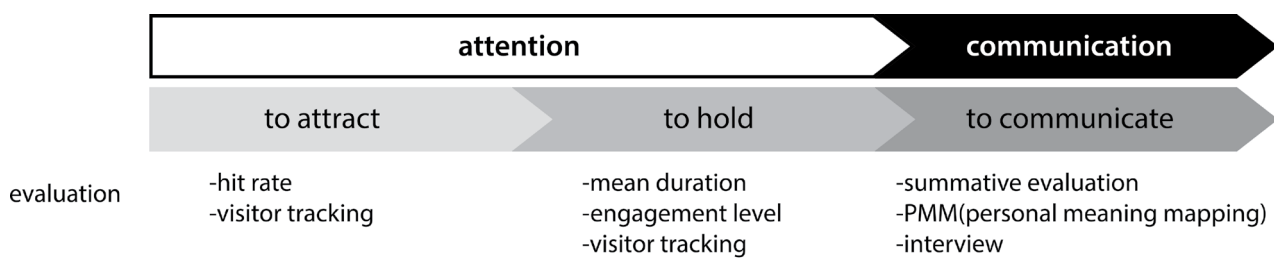 attention communication
to attract to hold to communicate
evaluation
-hit rate
-visitor tracking
-mean duration
-engagement level
-visitor tracking
-summative evaluation
-PMM(personal meaning mapping)
-interview